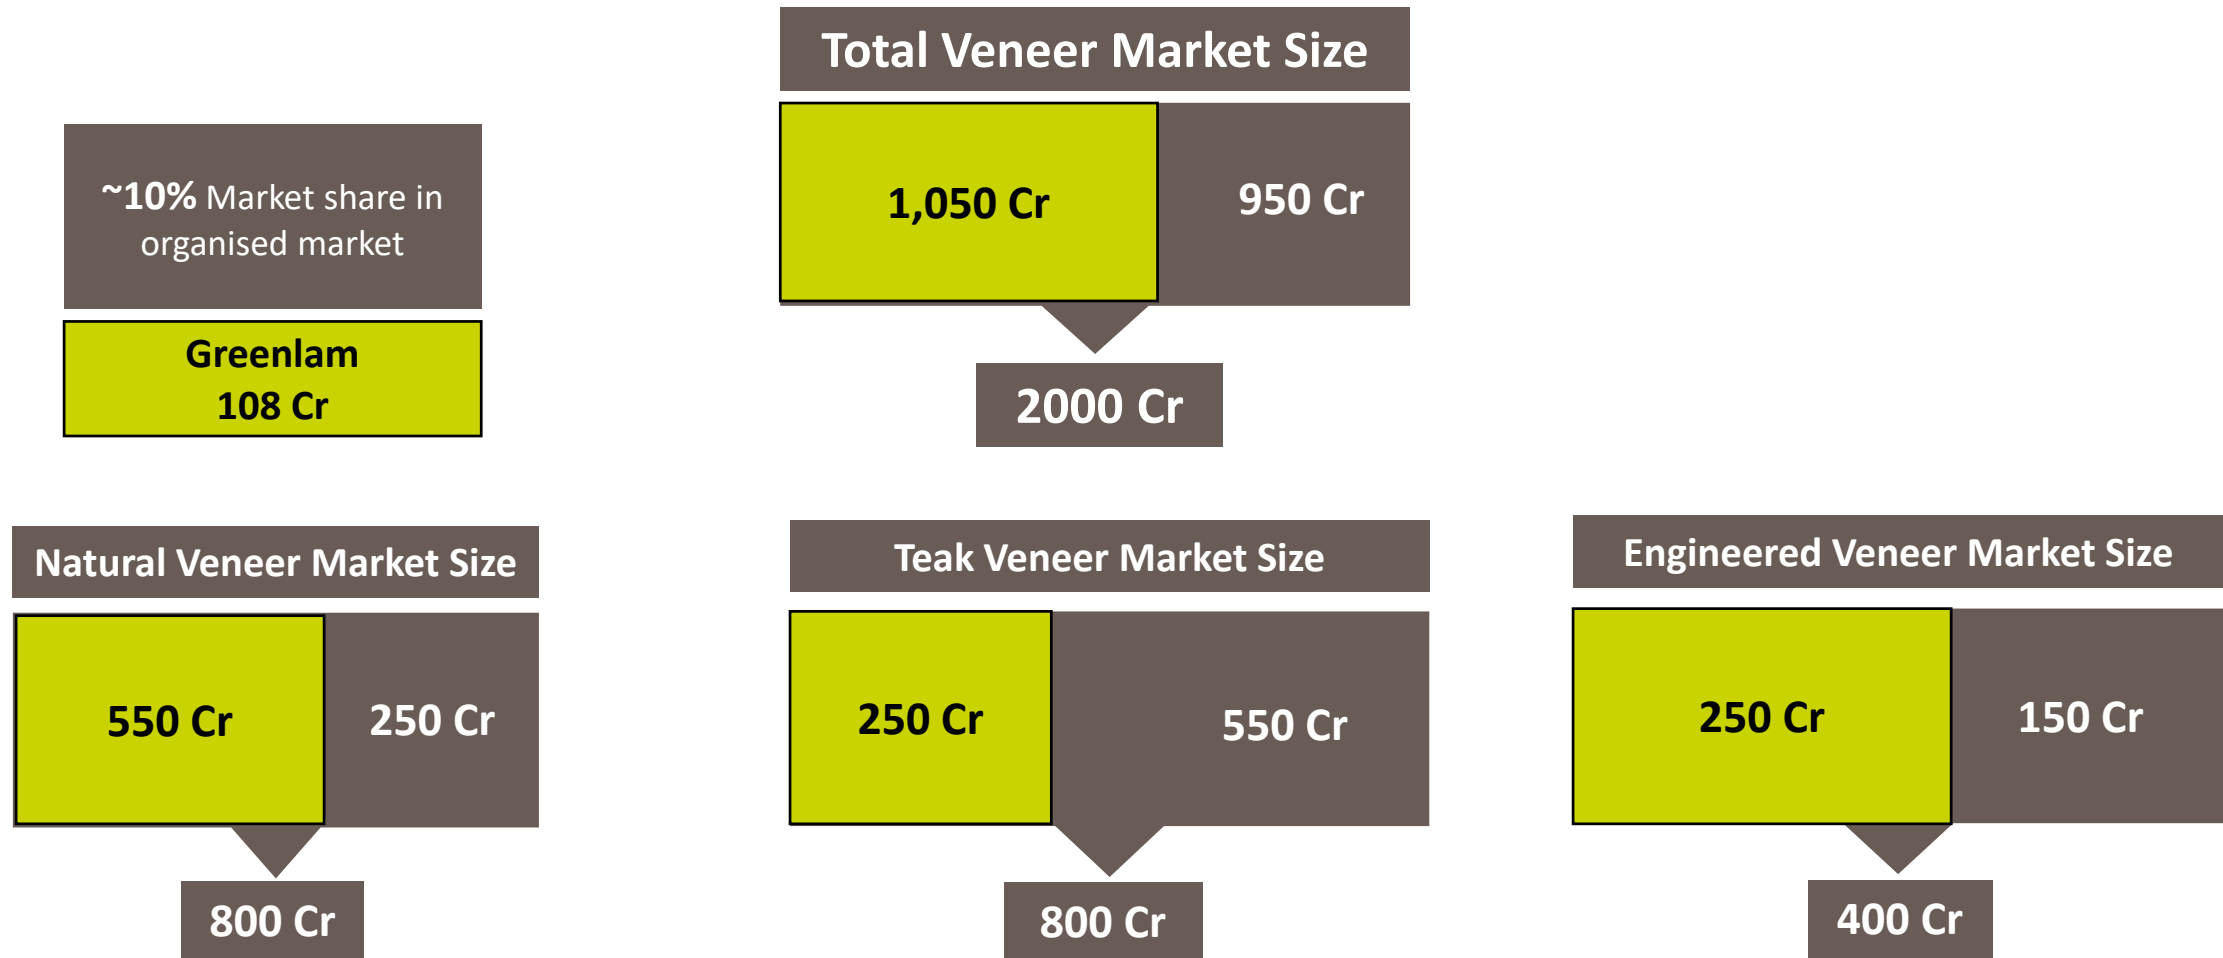 Total Veneer Market Size
1,050 Cr
950 Cr
2000 Cr
~10% Market share in
organised market
Greenlam
108 Cr
Natural Veneer Market Size
550 Cr
250 Cr
800 Cr
Teak Veneer Market Size
250 Cr
550 Cr
800 Cr
Engineered Veneer Market Size
250 Cr
150 Cr
400 Cr